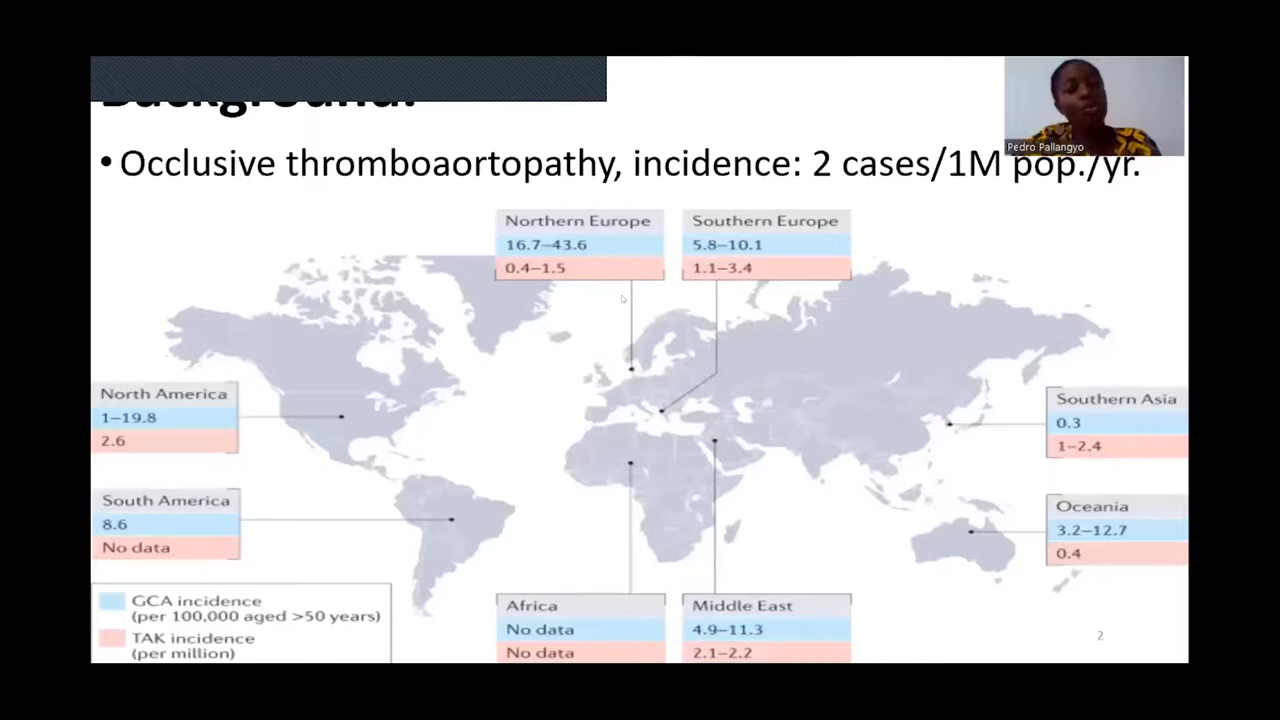 Background:
Pedro Pallangyo
• Occlusive thromboaortopathy, incidence: 2 cases/1M pop./yr.
Northern Europe
16.7–43.6
0.4–1.5
Southern Europe
5.8–10.1
1.1–3.4
North America
1–19.8
2.6
Southern Asia
0.3
1–2.4
South America
8.6
No data
Oceania
3.2–12.7
0.4
GCA incidence
(per 100,000 aged >50 years)
TAK incidence
(per million)
Africa
No data
No data
Middle East
4.9–11.3
2.1–2.2
2